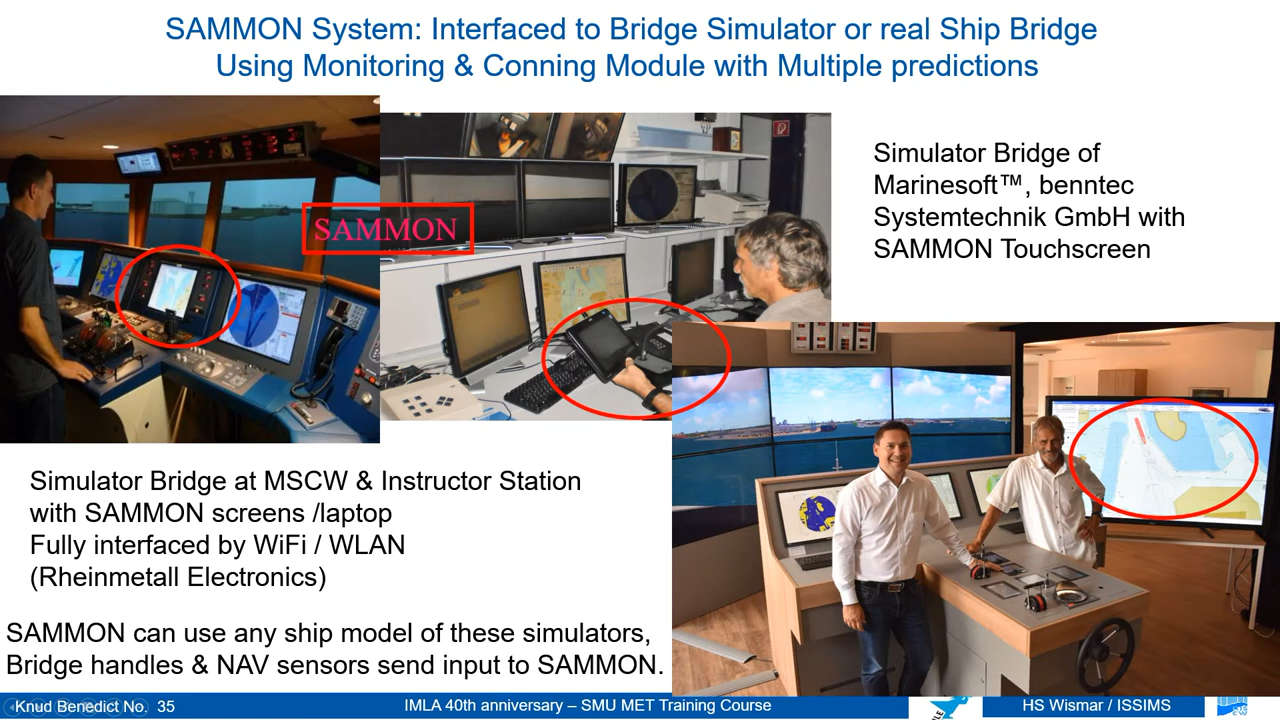 SAMMON System: Interfaced to Bridge Simulator or real Ship Bridge
Using Monitoring & Conning Module with Multiple predictions
SAMMON
Simulator Bridge of
Marinesoft™, benntec
Systemtechnik GmbH with
SAMMON Touchscreen
Simulator Bridge at MSCW & Instructor Station
with SAMMON screens /laptop
Fully interfaced by WiFi / WLAN
(Rheinmetall Electronics)
SAMMON can use any ship model of these simulators,
Bridge handles & NAV sensors send input to SAMMON.
Knud Benedict No. 35
IMLA 40th anniversary – SMU MET Training Course
HS Wismar / ISSIMS